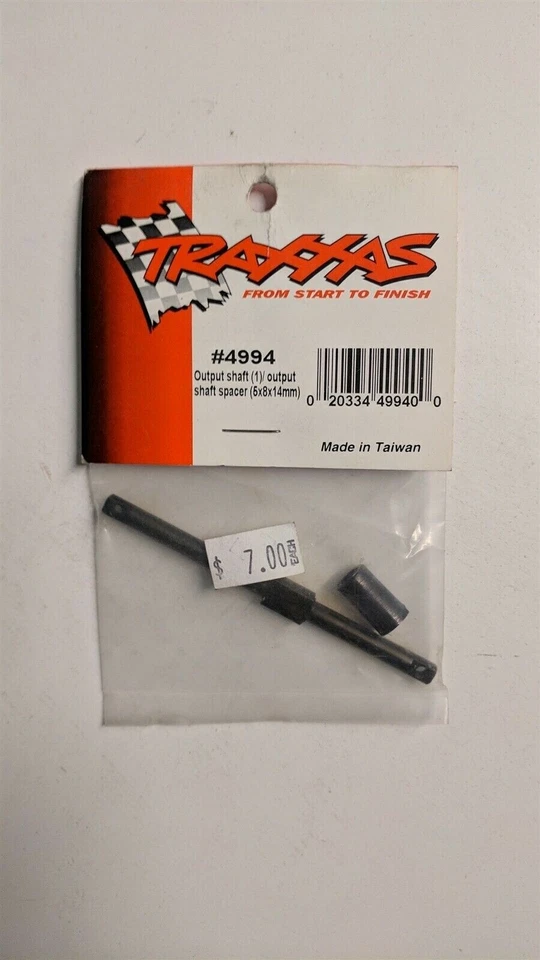 TRAXXAS
FROM START TO FINISH
#4994
Output shaft (1)/ output
shaft spacer (5x8x14mm)
0 20334 49940 0
Made in Taiwan
$ 7.00 EACH